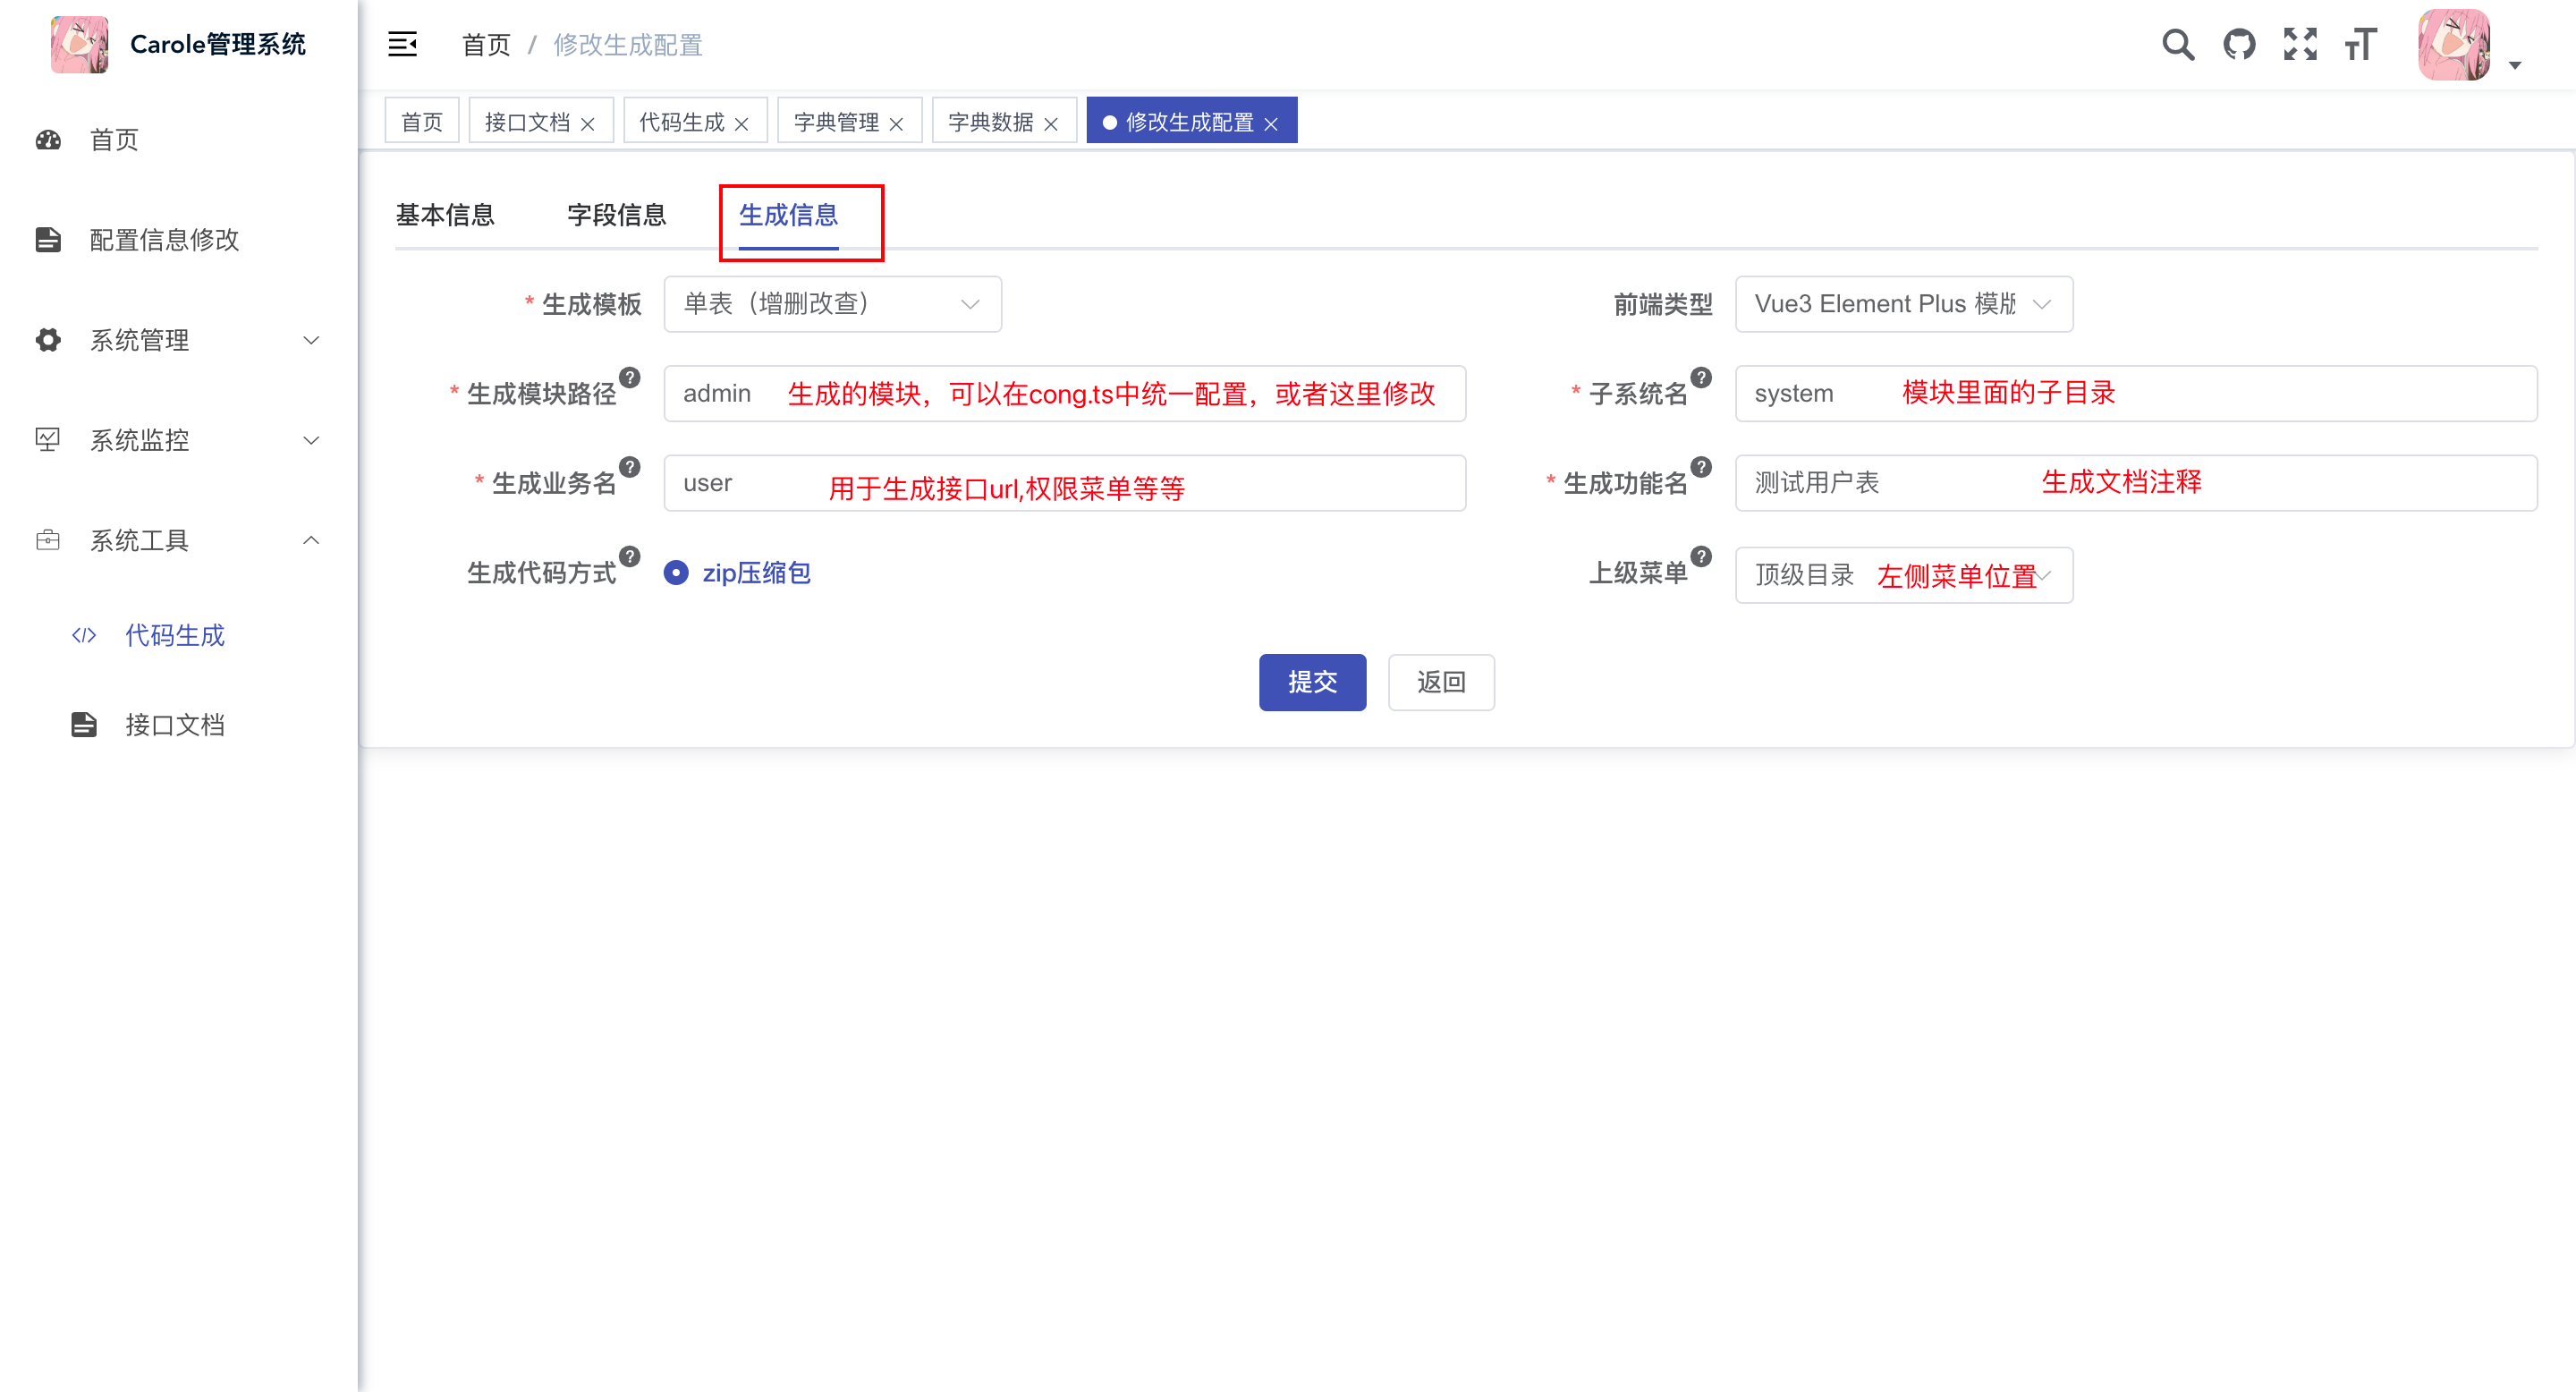 Carole管理系统
首页 / 修改生成配置
首页
接口文档
代码生成
字典管理
字典数据
修改生成配置
首页
配置信息修改
系统管理
系统监控
系统工具
代码生成
接口文档
基本信息
字段信息
生成信息
* 生成模板 单表（增删改查）
前端类型 Vue3 Element Plus 模版
* 生成模块路径 admin 生成的模块，可以在cong.ts中统一配置，或者这里修改
* 子系统名 system 模块里面的子目录
* 生成业务名 user 用于生成接口url,权限菜单等等
* 生成功能名 测试用户表 生成文档注释
生成代码方式 zip压缩包
上级菜单 顶级目录 左侧菜单位置
提交
返回